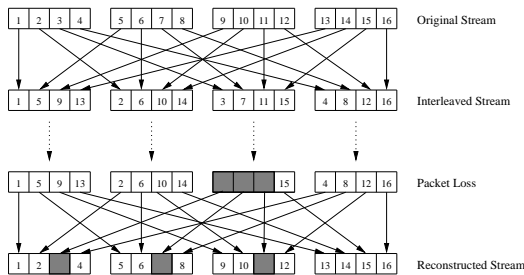 1 2 3 4 5 6 7 8 9 10 11 12 13 14 15 16 Original Stream
1 5 9 13 2 6 10 14 3 7 11 15 4 8 12 16 Interleaved Stream
1 5 9 13 2 6 10 14 15 4 8 12 16 Packet Loss
1 2 4 5 6 8 9 10 12 13 14 15 16 Reconstructed Stream